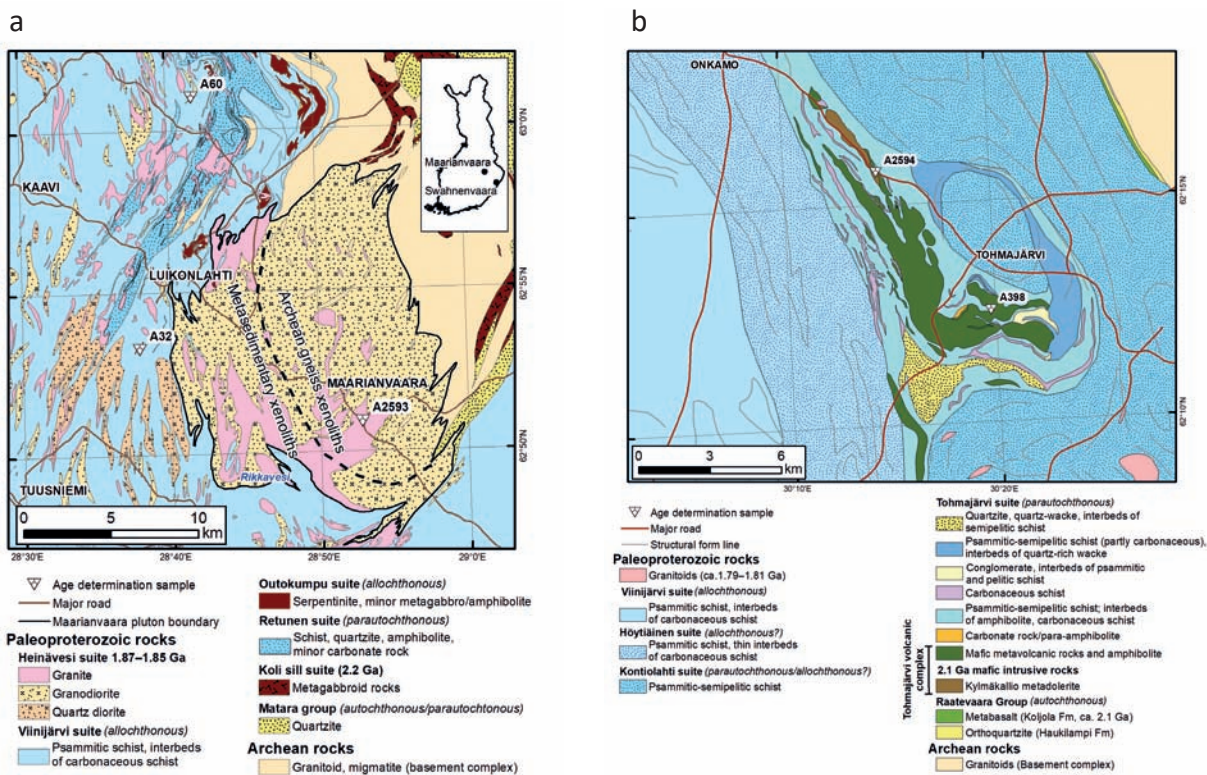 a
A60
63°0'N
KAAVI
Maarianvaara
Swahnenvaara
LUIKONLAHTI
62°55'N
A32
Metasedimentary xenoliths
Archean gneiss xenoliths
MAARIANVAARA
A2593
62°50'N
Rikkavesi
TUUSNIEMI
0 5 10
km
28°30'E 28°40'E 28°50'E 29°0'E
Age determination sample
Major road
Maarianvaara pluton boundary
Paleoproterozoic rocks
Heinävesi suite 1.87–1.85 Ga
Granite
Granodiorite
Quartz diorite
Viinijärvi suite (allochthonous)
Psammitic schist, interbeds
of carbonaceous schist
Outokumpu suite (allochthonous)
Serpentinite, minor metagabbro/amphibolite
Retunen suite (parautochthonous)
Schist, quartzite, amphibolite,
minor carbonate rock
Koli sill suite (2.2 Ga)
Metagabbroid rocks
Matara group (autochthonous/parautochtonous)
Quartzite
Archean rocks
Granitoid, migmatite (basement complex)
b
ONKAMO
A2594
62°15'N
TOHMAJÄRVI
A398
62°10'N
0 3 6
km
30°10'E 30°20'E
Age determination sample
Major road
Structural form line
Paleoproterozoic rocks
Granitoids (ca.1.79–1.81 Ga)
Viinijärvi suite (allochthonous)
Psammitic schist, interbeds
of carbonaceous schist
Höytiäinen suite (allochthonous?)
Psammitic schist, thin interbeds
of carbonaceous schist
Kontiolahti suite (parautochthonous/allochthonous?)
Psammitic-semipelitic schist
Tohmajärvi suite (parautochthonous)
Quartzite, quartz-wacke, interbeds of
semipelitic schist
Psammitic-semipelitic schist (partly carbonaceous),
interbeds of quartz-rich wacke
Conglomerate, interbeds of psammitic
and pelitic schist
Carbonaceous schist
Psammitic-semipelitic schist; interbeds
of amphibolite, carbonaceous schist
Carbonate rock/para-amphibolite
Tohmajärvi volcanic
complex
Mafic metavolcanic rocks and amphibolite
2.1 Ga mafic intrusive rocks
Kylmäkallio metadolerite
Raatevaara Group (autochthonous)
Metabasalt (Koljola Fm, ca. 2.1 Ga)
Orthoquartzite (Haukilampi Fm)
Archean rocks
Granitoids (Basement complex)